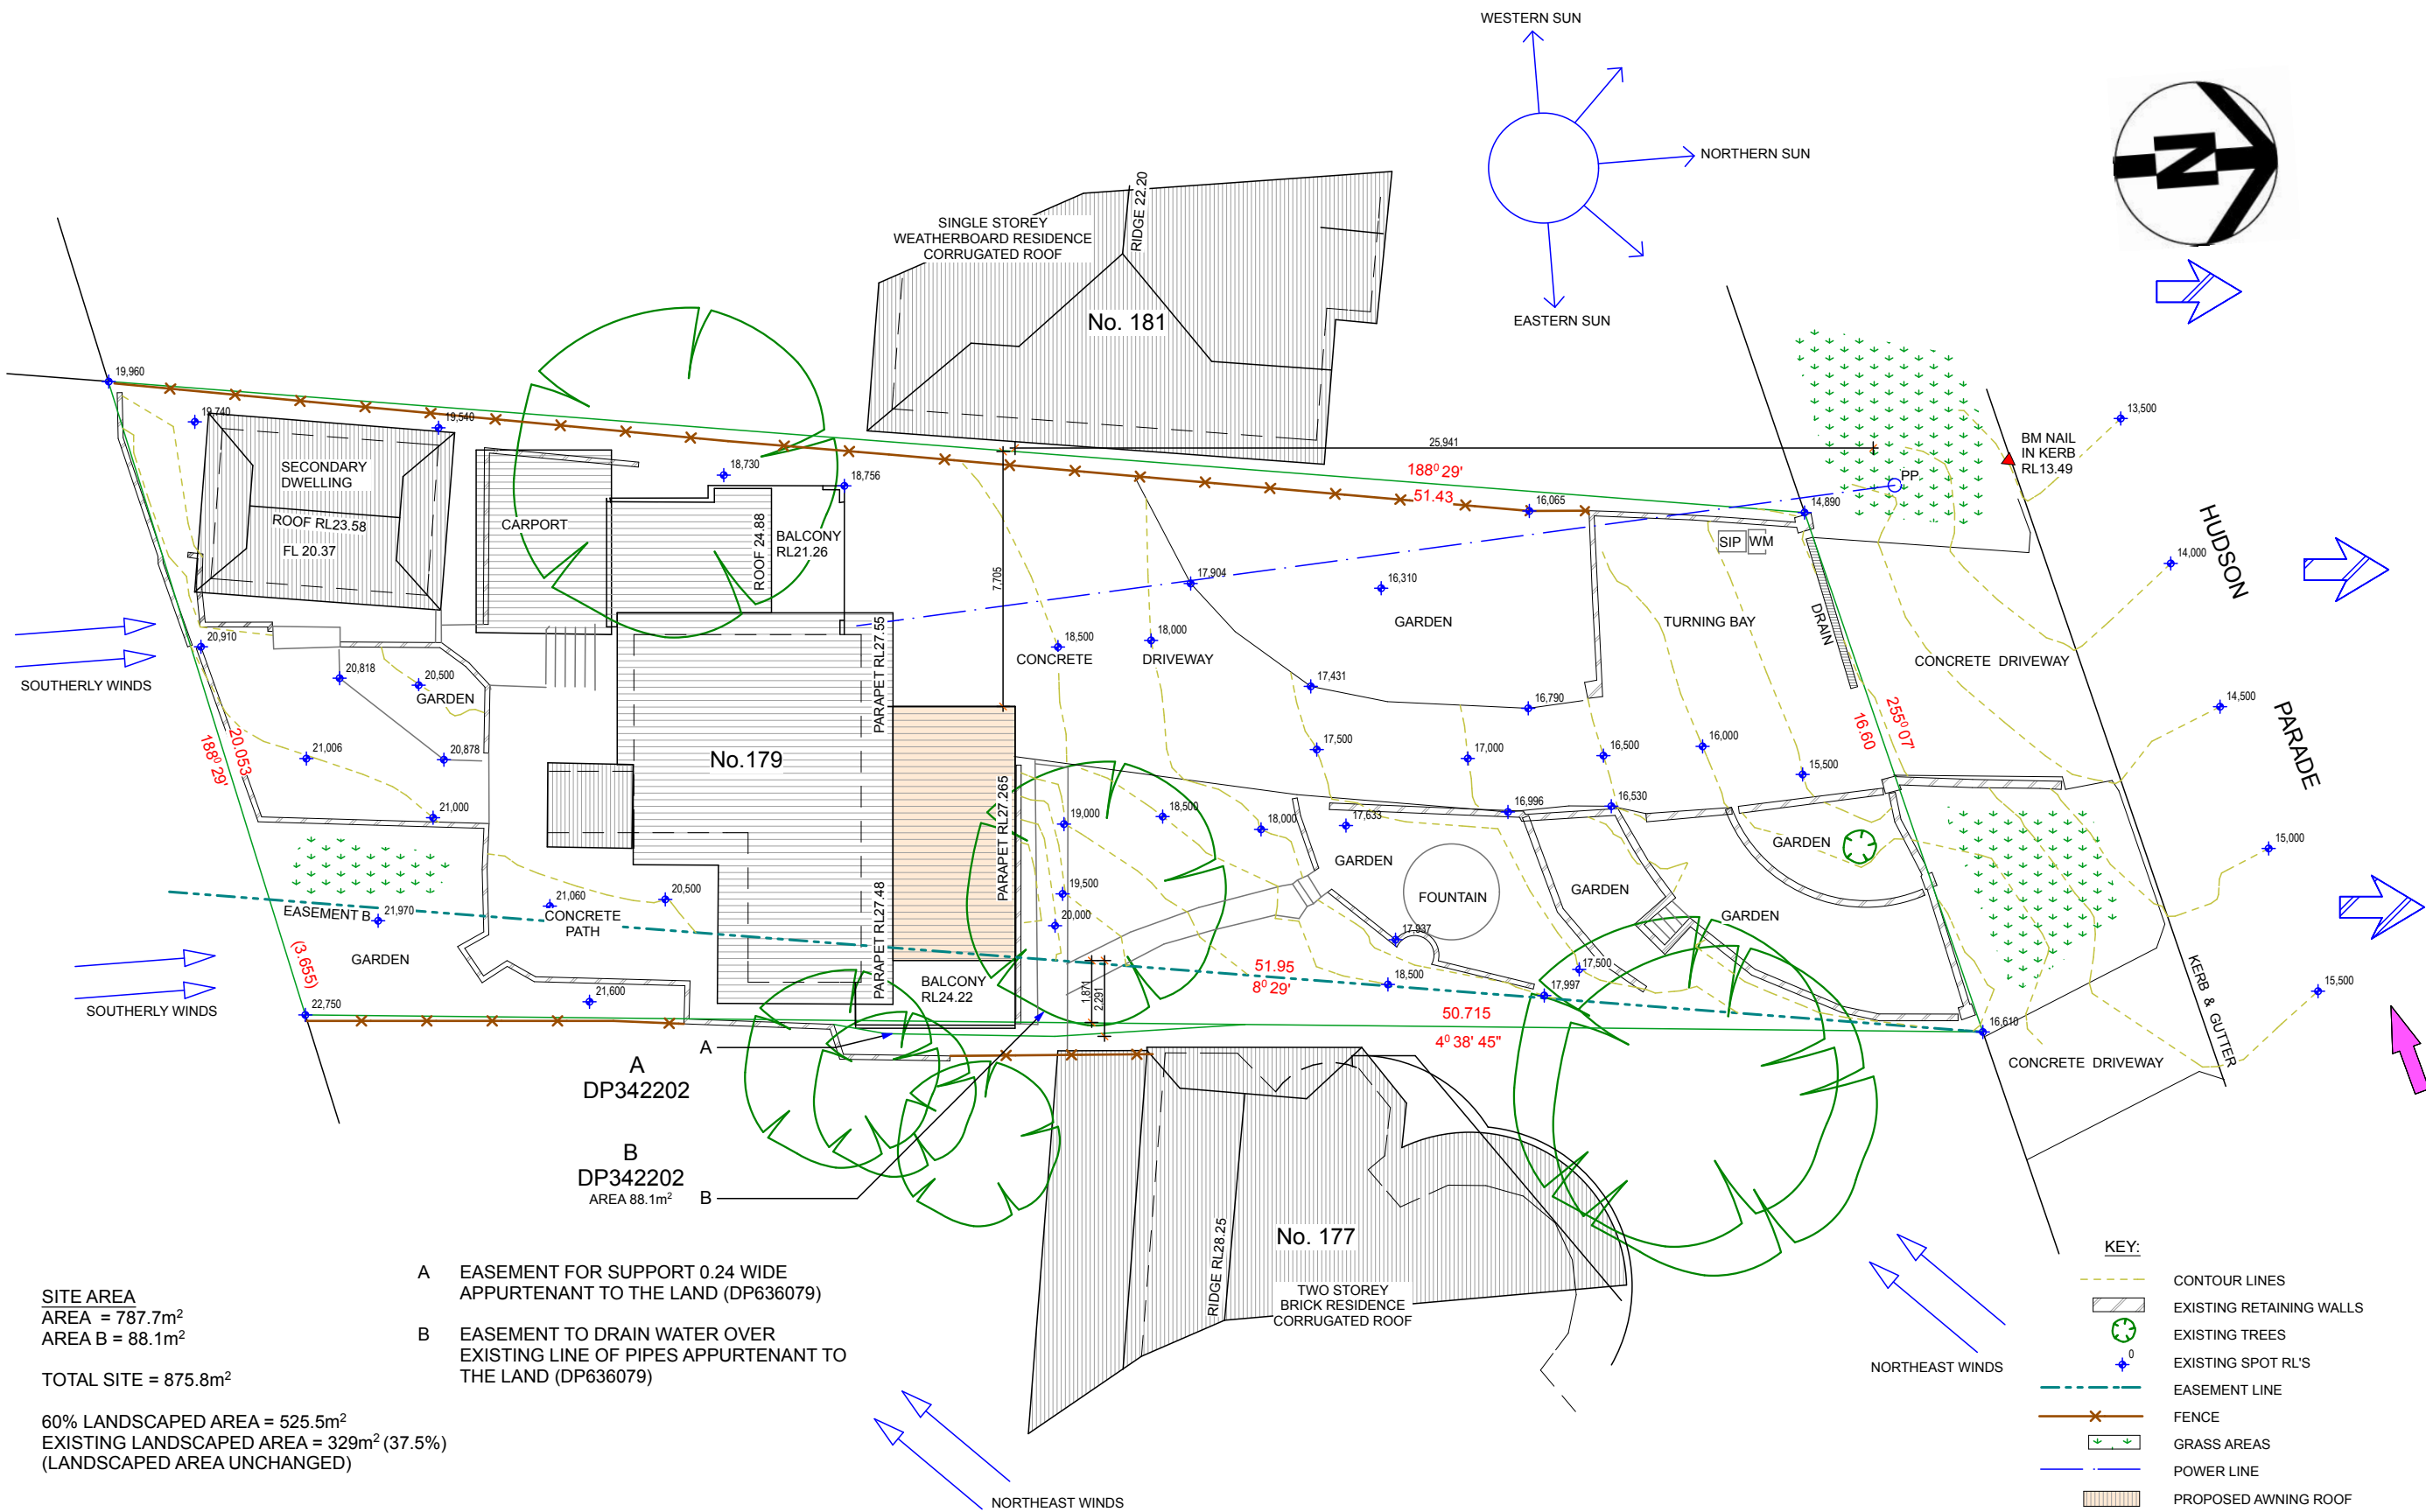 WESTERN SUN
NORTHERN SUN
EASTERN SUN
N
SINGLE STOREY
WEATHERBOARD RESIDENCE
CORRUGATED ROOF
RIDGE 22.20
No. 181
19,960
19,740
19,540
SECONDARY
DWELLING
ROOF RL23.58
FL 20.37
CARPORT
18,730
18,756
ROOF 24.88
BALCONY
RL21.26
25,941
188⁰ 29'
51.43
7,705
16,065
14,890
PP
BM NAIL
IN KERB
RL13.49
13,500
14,000
14,500
15,000
15,500
HUDSON
PARADE
SIP
WM
DRAIN
17,904
16,310
GARDEN
TURNING BAY
CONCRETE DRIVEWAY
18,500
18,000
CONCRETE
DRIVEWAY
17,431
16,790
17,500
17,000
16,500
16,000
15,500
255⁰ 07'
16.60
SOUTHERLY WINDS
20,910
20,818
20,500
GARDEN
21,006
20,878
21,000
20.053
188⁰ 29'
No.179
PARAPET RL27.55
PARAPET RL27.265
PARAPET RL27.48
19,000
18,500
18,000
17,633
16,996
16,530
GARDEN
GARDEN
FOUNTAIN
GARDEN
GARDEN
19,500
20,000
17,937
EASEMENT B
21,970
21,060
20,500
CONCRETE
PATH
GARDEN
(3.655)
SOUTHERLY WINDS
22,750
21,600
BALCONY
RL24.22
1,871
2,291
51.95
8⁰ 29'
18,500
17,500
17,997
50.715
4⁰ 38' 45"
16,610
KERB & GUTTER
CONCRETE DRIVEWAY
A
A
DP342202
B
DP342202
AREA 88.1m²
B
RIDGE RL28.25
No. 177
TWO STOREY
BRICK RESIDENCE
CORRUGATED ROOF
NORTHEAST WINDS
NORTHEAST WINDS
SITE AREA
AREA = 787.7m²
AREA B = 88.1m²
TOTAL SITE = 875.8m²
60% LANDSCAPED AREA = 525.5m²
EXISTING LANDSCAPED AREA = 329m² (37.5%)
(LANDSCAPED AREA UNCHANGED)
A EASEMENT FOR SUPPORT 0.24 WIDE
APPURTENANT TO THE LAND (DP636079)
B EASEMENT TO DRAIN WATER OVER
EXISTING LINE OF PIPES APPURTENANT TO
THE LAND (DP636079)
KEY:
CONTOUR LINES
EXISTING RETAINING WALLS
EXISTING TREES
0
EXISTING SPOT RL'S
EASEMENT LINE
FENCE
GRASS AREAS
POWER LINE
PROPOSED AWNING ROOF